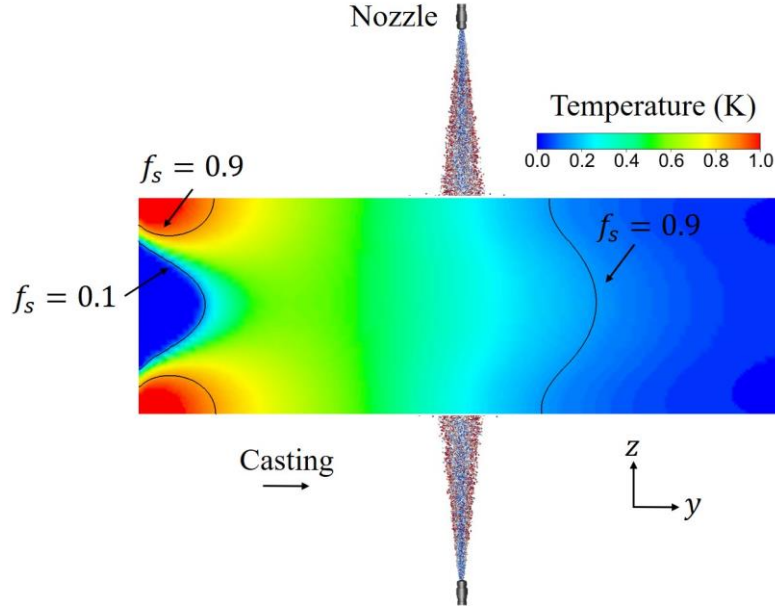 Nozzle
Temperature (K)
0.0 0.2 0.4 0.6 0.8 1.0
f_s = 0.9
f_s = 0.9
f_s = 0.1
Casting
z
y